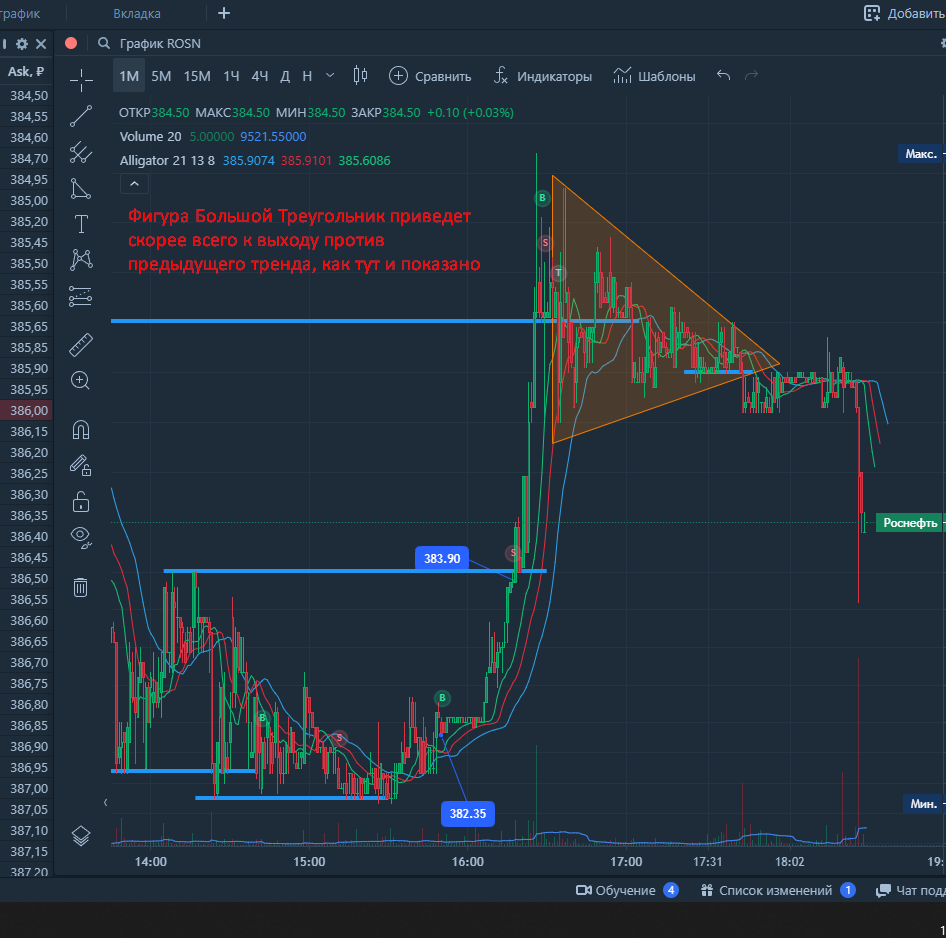 график
Вкладка
+
Добавить
График ROSN
Ask, ₽
1М 5М 15М 1Ч 4Ч Д Н
Сравнить
Индикаторы
Шаблоны
ОТКР384.50 МАКС384.50 МИН384.50 ЗАКР384.50 +0.10 (+0.03%)
Volume 20 5.00000 9521.55000
Alligator 21 13 8 385.9074 385.9101 385.6086
Фигура Большой Треугольник приведет
скорее всего к выходу против
предыдущего тренда, как тут и показано
384,50
384,55
384,60
384,70
384,95
385,00
385,20
385,45
385,50
385,55
385,60
385,65
385,85
385,90
385,95
386,00
386,15
386,20
386,25
386,30
386,35
386,40
386,45
386,50
386,55
386,60
386,65
386,70
386,75
386,80
386,85
386,90
386,95
387,00
387,05
387,10
387,15
387,20
Макс.
B
S
T
Роснефть
S
383.90
B
B
S
382.35
Мин.
14:00 15:00 16:00 17:00 17:31 18:02 19:
Обучение 4
Список изменений 1
Чат под
1